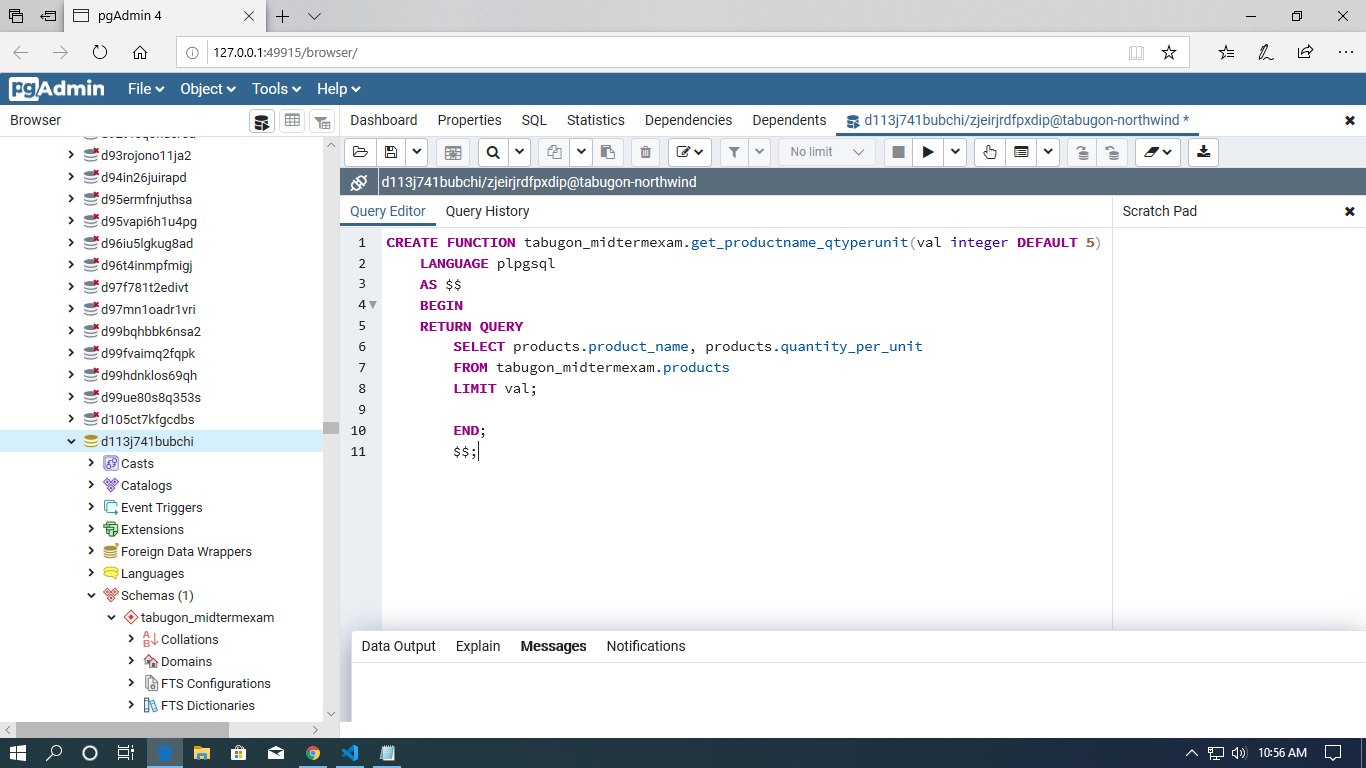 pgAdmin 4
127.0.0.1:49915/browser/
pgAdmin File Object Tools Help
Browser
Dashboard Properties SQL Statistics Dependencies Dependents d113j741bubchi/zjeirjrdfpxdip@tabugon-northwind *
No limit
d93rojono11ja2
d94in26juirapd
d95ermfnjuthsa
d95vapi6h1u4pg
d96iu5lgkug8ad
d96t4inmpfmigj
d97f781t2edivt
d97mn1oadr1vri
d99bqhbbk6nsa2
d99fvaimq2fqpk
d99hdnklos69qh
d99ue80s8q353s
d105ct7kfgcdbs
d113j741bubchi
Casts
Catalogs
Event Triggers
Extensions
Foreign Data Wrappers
Languages
Schemas (1)
tabugon_midtermexam
Collations
Domains
FTS Configurations
FTS Dictionaries
d113j741bubchi/zjeirjrdfpxdip@tabugon-northwind
Query Editor Query History
Scratch Pad
1 CREATE FUNCTION tabugon_midtermexam.get_productname_qtyperunit(val integer DEFAULT 5)
2 LANGUAGE plpgsql
3 AS $$
4 BEGIN
5 RETURN QUERY
6 SELECT products.product_name, products.quantity_per_unit
7 FROM tabugon_midtermexam.products
8 LIMIT val;
9
10 END;
11 $$;
Data Output Explain Messages Notifications
10:56 AM